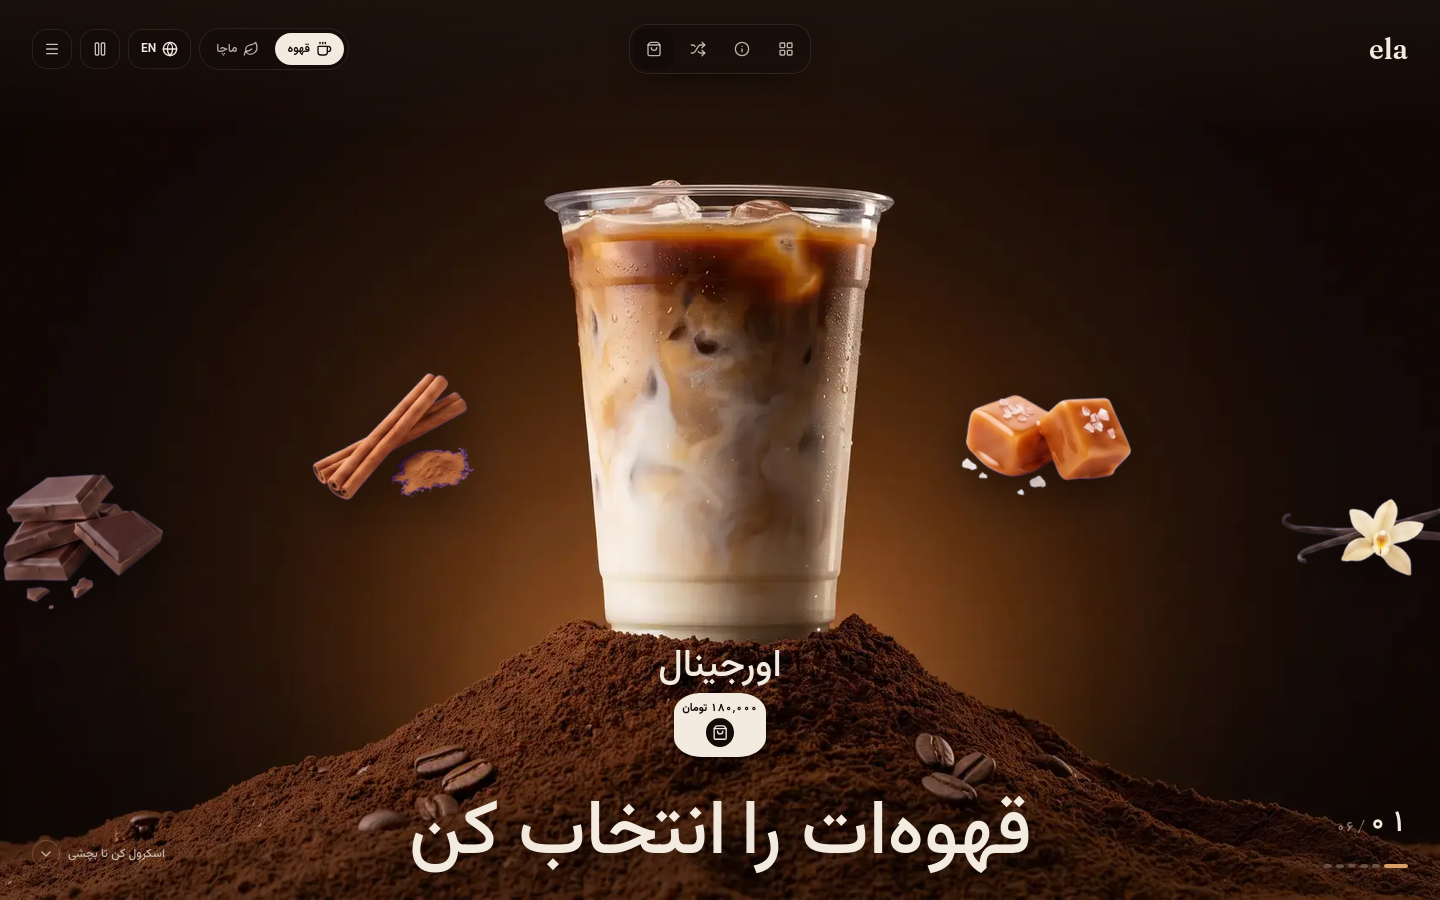 ela
قهوه
ماچا
EN
اورجینال
۱۸۰,۰۰۰ تومان
قهوه‌ات را انتخاب کن
۰۱ / ۰۶
اسکرول کن تا بچشی